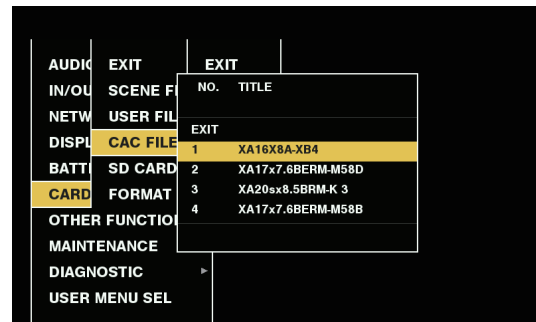 AUDIO
IN/OU
NETW
DISPL
BATT
CARD
OTHER FUNCTIO
MAINTENANCE
DIAGNOSTIC
USER MENU SEL
EXIT
SCENE FI
USER FIL
CAC FILE
SD CARD
FORMAT
EXIT
NO. TITLE
EXIT
1 XA16X8A-XB4
2 XA17x7.6BERM-M58D
3 XA20sx8.5BRM-K 3
4 XA17x7.6BERM-M58B